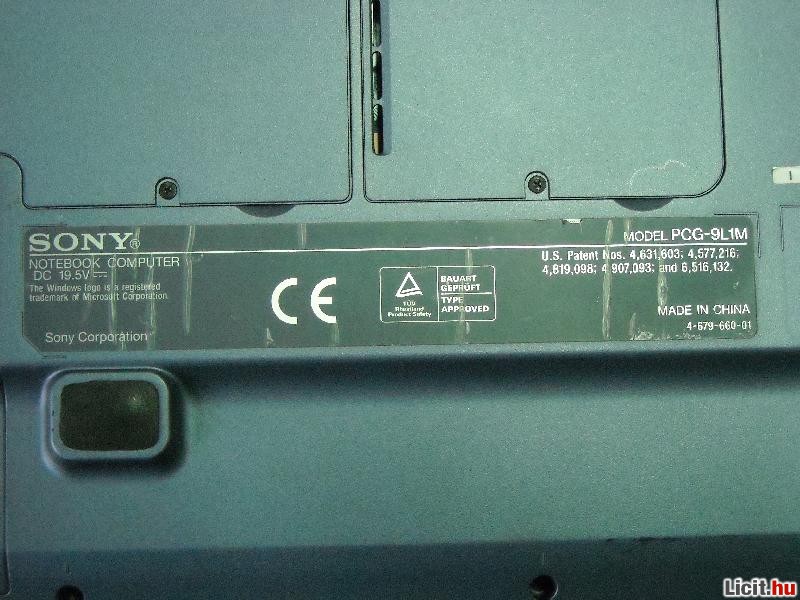 SONY®
NOTEBOOK COMPUTER
DC 19.5V
The Windows logo is a registered
trademark of Microsoft Corporation.
Sony Corporation
CE
TÜV
Rheinland
Product Safety
BAUART
GEPRÜFT
TYPE
APPROVED
MODEL PCG-9L1M
U.S. Patent Nos. 4,631,603; 4,577,216;
4,819,098; 4,907,093; and 6,516,132.
MADE IN CHINA
4-679-660-01
Licit.hu